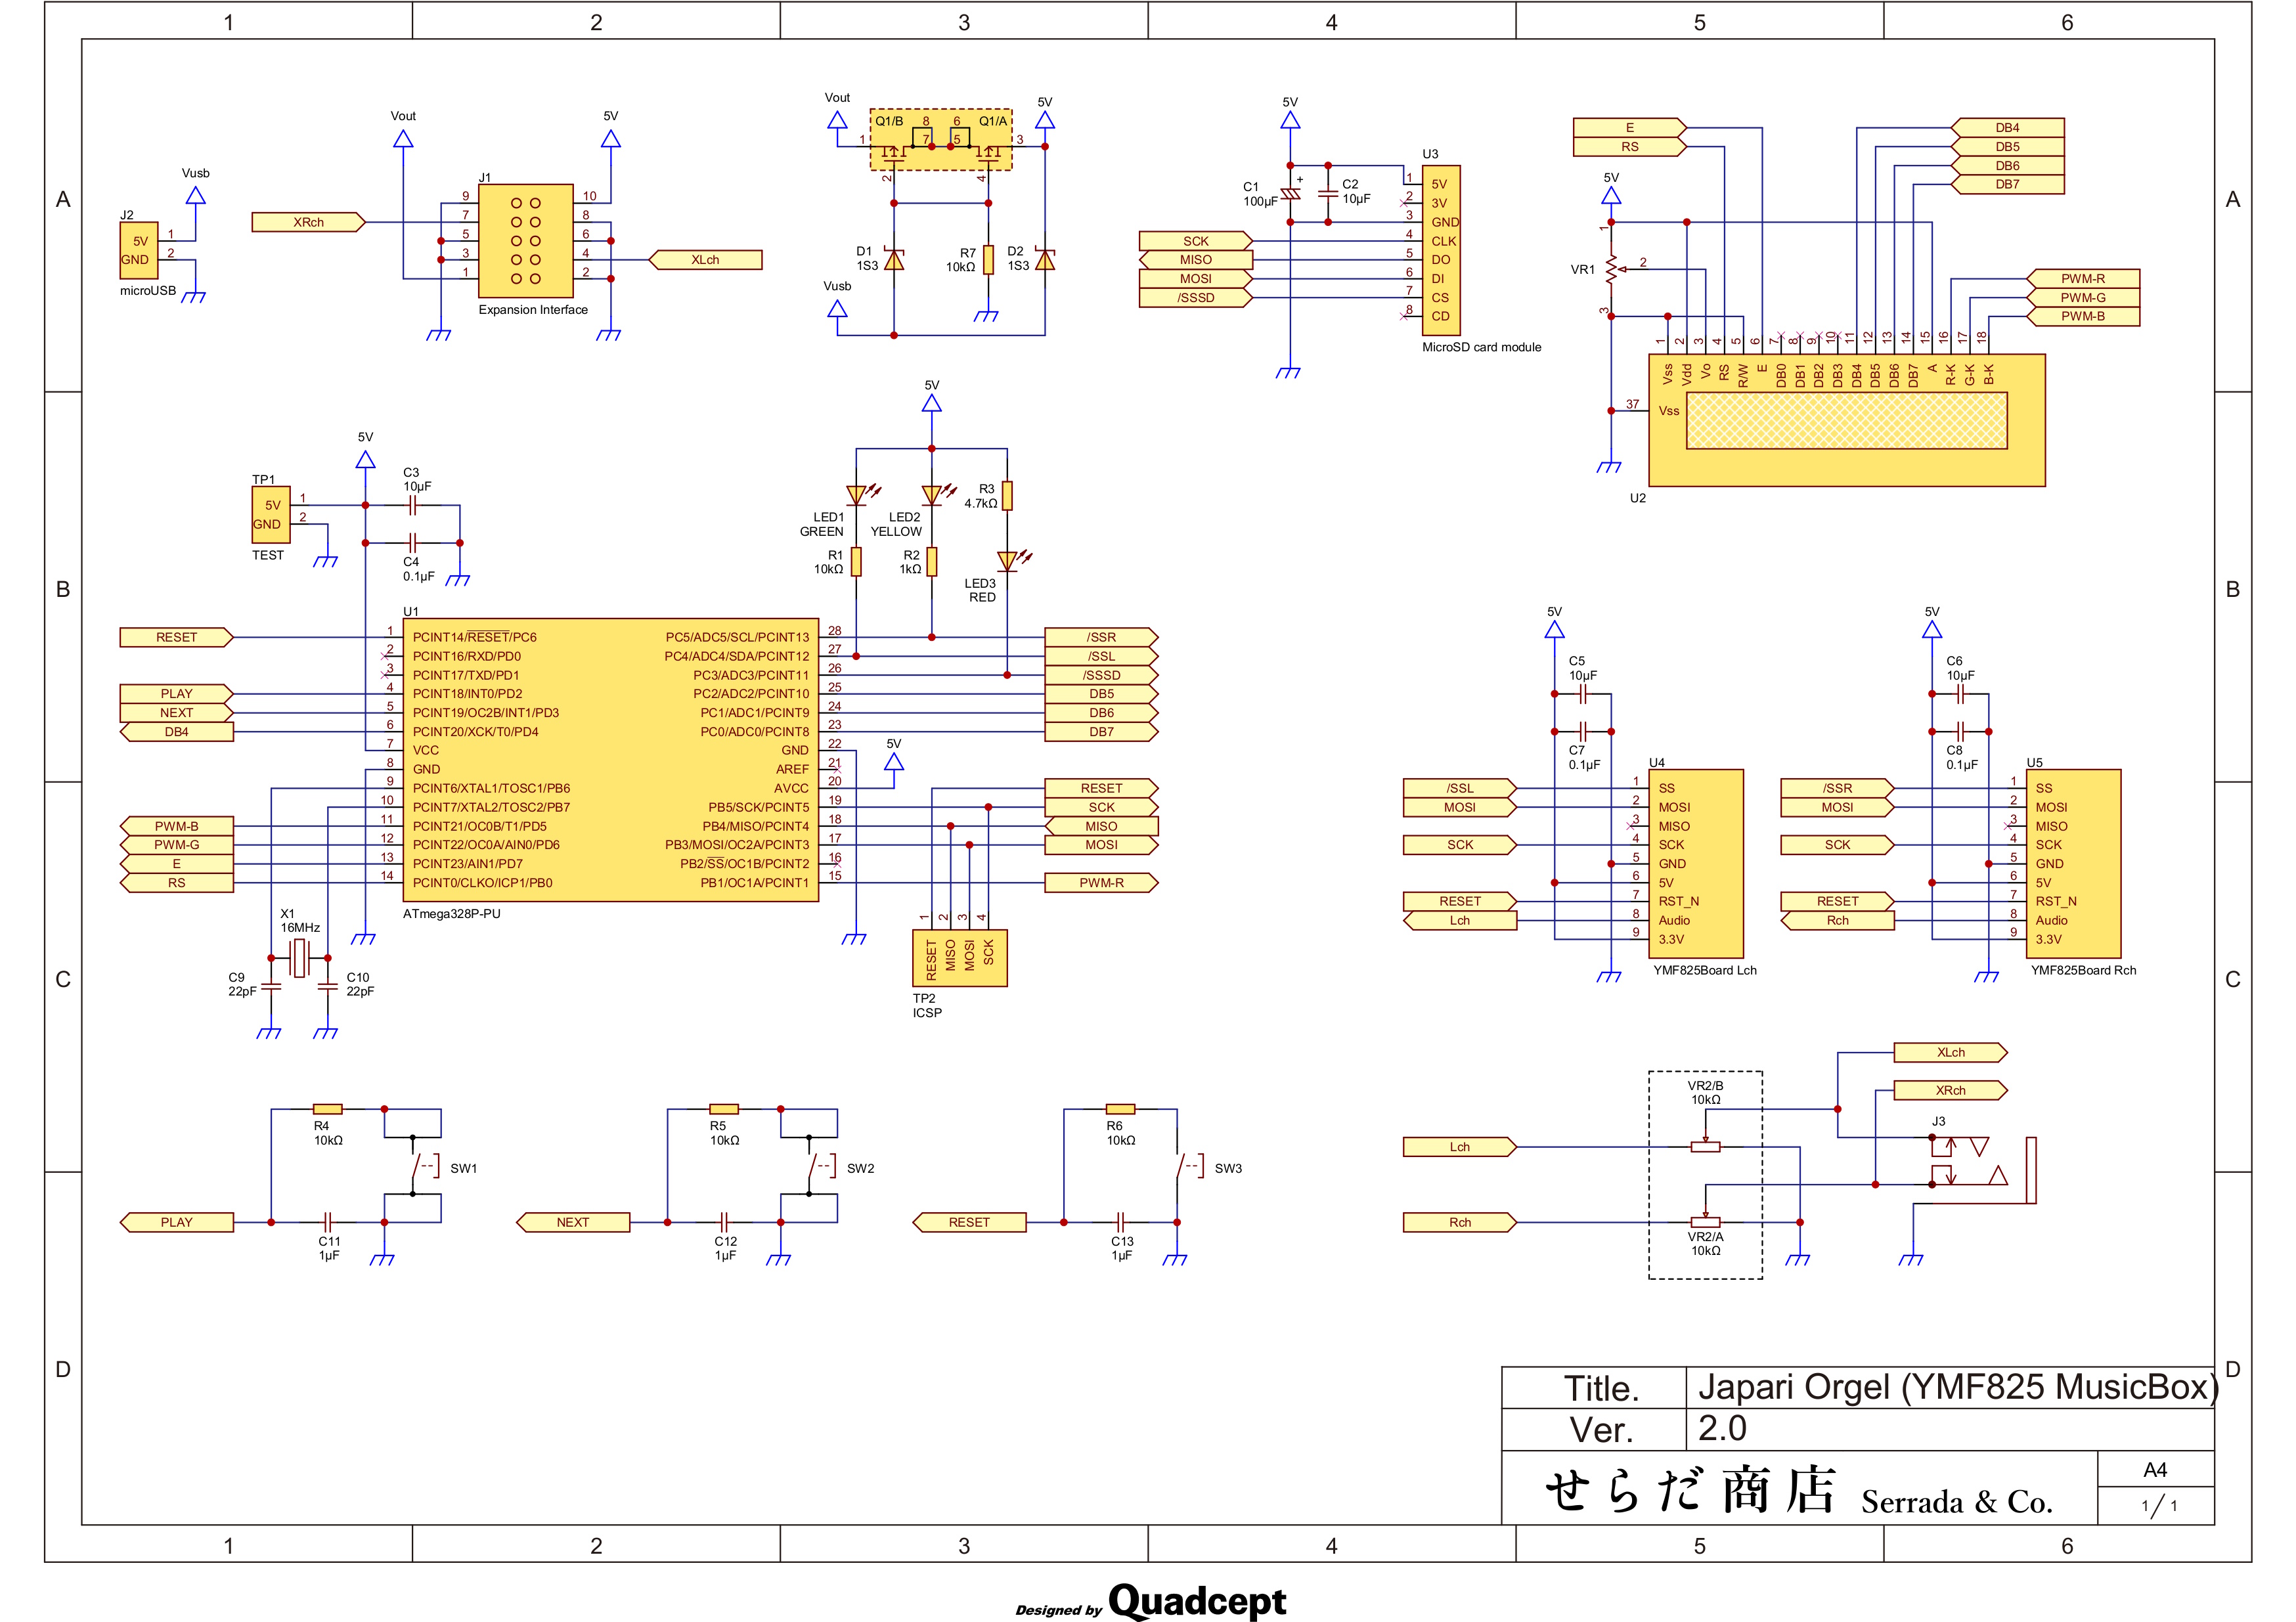 1 2 3 4 5 6
A
Vusb
J2
5V 1
GND 2
microUSB
Vout
5V
J1
XRch
9 10
7 8
5 6
3 4
1 2
XLch
Expansion Interface
Vout
5V
Q1/B 8 6 Q1/A
1 7 5 3
2 4
D1
1S3
R7
10kΩ
D2
1S3
Vusb
5V
C1
100µF
+
C2
10µF
U3
1 5V
2 3V
3 GND
SCK 4 CLK
MISO 5 DO
MOSI 6 DI
/SSSD 7 CS
8 CD
MicroSD card module
E
RS
DB4
DB5
DB6
DB7
5V
1
VR1 2
3
PWM-R
PWM-G
PWM-B
1 2 3 4 5 6 7 8 9 10 11 12 13 14 15 16 17 18
Vss Vdd Vo RS R/W E DB0 DB1 DB2 DB3 DB4 DB5 DB6 DB7 A R-K G-K B-K
37 Vss
U2
A
B
5V
TP1
5V 1
GND 2
TEST
C3
10µF
C4
0.1µF
5V
LED1
GREEN
LED2
YELLOW
R3
4.7kΩ
R1
10kΩ
R2
1kΩ
LED3
RED
U1
RESET 1 PCINT14/RESET/PC6
2 PCINT16/RXD/PD0
3 PCINT17/TXD/PD1
PLAY 4 PCINT18/INT0/PD2
NEXT 5 PCINT19/OC2B/INT1/PD3
DB4 6 PCINT20/XCK/T0/PD4
7 VCC
8 GND
9 PCINT6/XTAL1/TOSC1/PB6
10 PCINT7/XTAL2/TOSC2/PB7
PWM-B 11 PCINT21/OC0B/T1/PD5
PWM-G 12 PCINT22/OC0A/AIN0/PD6
E 13 PCINT23/AIN1/PD7
RS 14 PCINT0/CLKO/ICP1/PB0
PC5/ADC5/SCL/PCINT13 28 /SSR
PC4/ADC4/SDA/PCINT12 27 /SSL
PC3/ADC3/PCINT11 26 /SSSD
PC2/ADC2/PCINT10 25 DB5
PC1/ADC1/PCINT9 24 DB6
PC0/ADC0/PCINT8 23 DB7
GND 22
5V
AREF 21
AVCC 20 RESET
PB5/SCK/PCINT5 19 SCK
PB4/MISO/PCINT4 18 MISO
PB3/MOSI/OC2A/PCINT3 17 MOSI
PB2/SS/OC1B/PCINT2 16
PB1/OC1A/PCINT1 15 PWM-R
ATmega328P-PU
1 2 3 4
RESET MISO MOSI SCK
TP2
ICSP
X1
16MHz
C9
22pF
C10
22pF
B
5V
C5
10µF
C7
0.1µF
U4
/SSL 1 SS
MOSI 2 MOSI
3 MISO
SCK 4 SCK
5 GND
6 5V
RESET 7 RST_N
Lch 8 Audio
9 3.3V
YMF825Board Lch
5V
C6
10µF
C8
0.1µF
U5
/SSR 1 SS
MOSI 2 MOSI
3 MISO
SCK 4 SCK
5 GND
6 5V
RESET 7 RST_N
Rch 8 Audio
9 3.3V
YMF825Board Rch
C
C
R4
10kΩ
SW1
PLAY
C11
1µF
R5
10kΩ
SW2
NEXT
C12
1µF
R6
10kΩ
SW3
RESET
C13
1µF
XLch
XRch
VR2/B
10kΩ
J3
Lch
Rch
VR2/A
10kΩ
D
D
Title. Japari Orgel (YMF825 MusicBox)
Ver. 2.0
せらだ商店 Serrada & Co.
A4
1/1
1 2 3 4 5 6
Designed by Quadcept